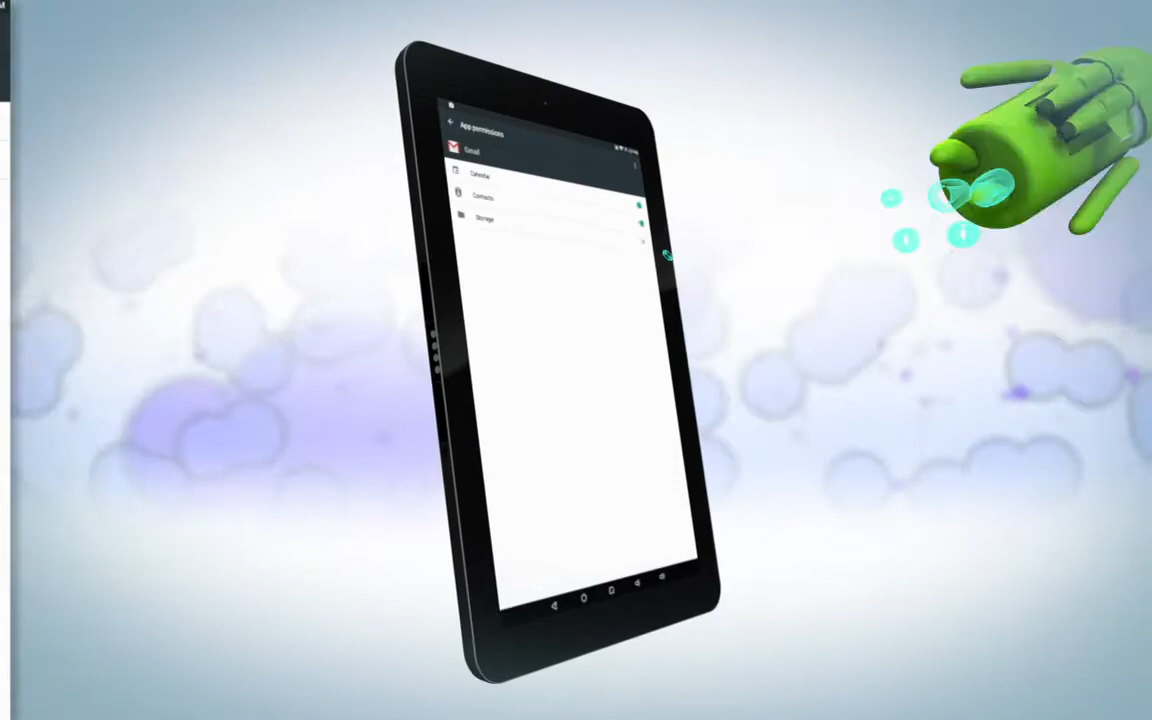 M
App permissions
Gmail
Calendar
Contacts
Storage